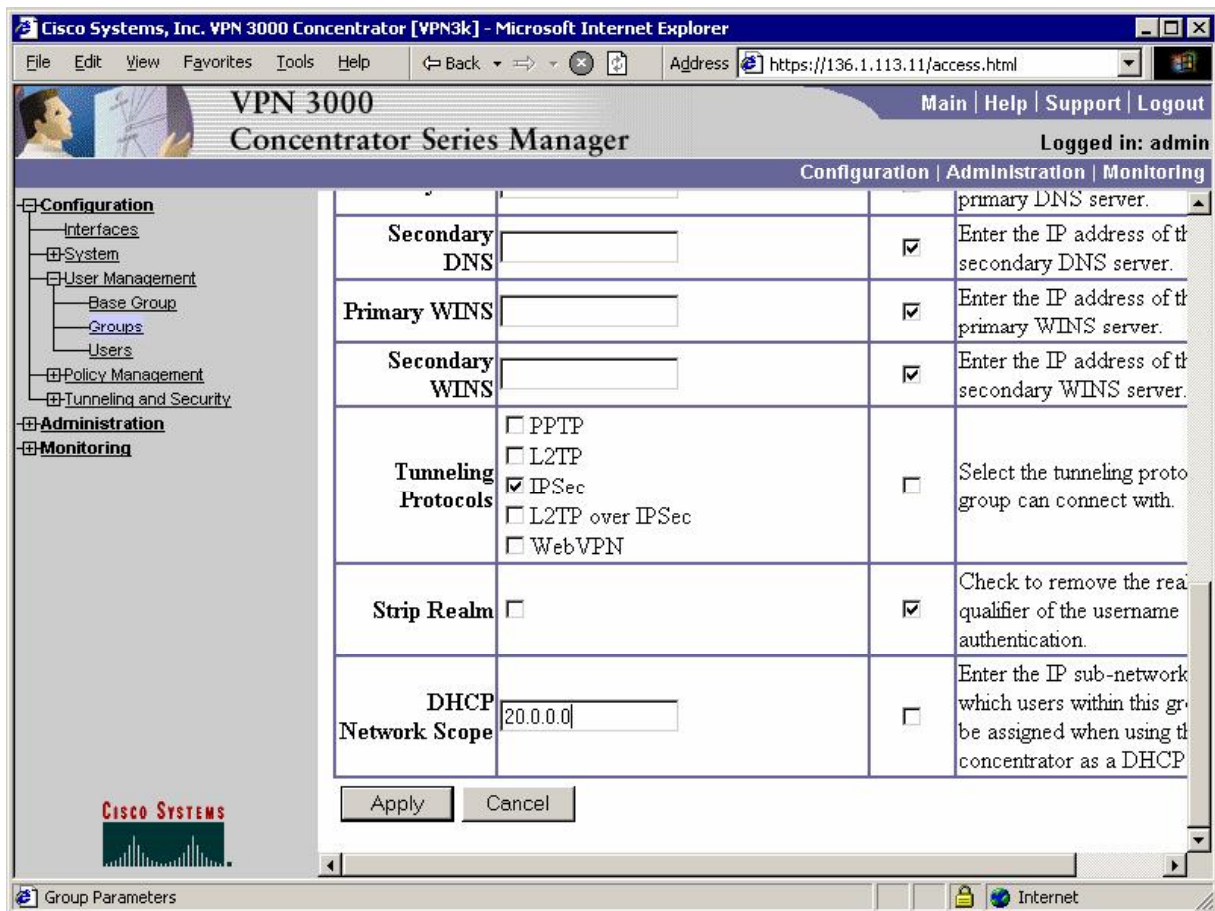 Cisco Systems, Inc. VPN 3000 Concentrator [VPN3k] - Microsoft Internet Explorer
File Edit View Favorites Tools Help Back Address https://136.1.113.11/access.html
VPN 3000
Concentrator Series Manager
Main | Help | Support | Logout
Logged in: admin
Configuration | Administration | Monitoring
Configuration
Interfaces
System
User Management
Base Group
Groups
Users
Policy Management
Tunneling and Security
Administration
Monitoring
CISCO SYSTEMS
primary DNS server.
Secondary
DNS
Enter the IP address of th
secondary DNS server.
Primary WINS
Enter the IP address of th
primary WINS server.
Secondary
WINS
Enter the IP address of th
secondary WINS server.
Tunneling
Protocols
PPTP
L2TP
IPSec
L2TP over IPSec
WebVPN
Select the tunneling proto
group can connect with.
Strip Realm
Check to remove the rea
qualifier of the username
authentication.
DHCP
Network Scope
20.0.0.0
Enter the IP sub-network
which users within this gr
be assigned when using th
concentrator as a DHCP
Apply Cancel
Group Parameters Internet